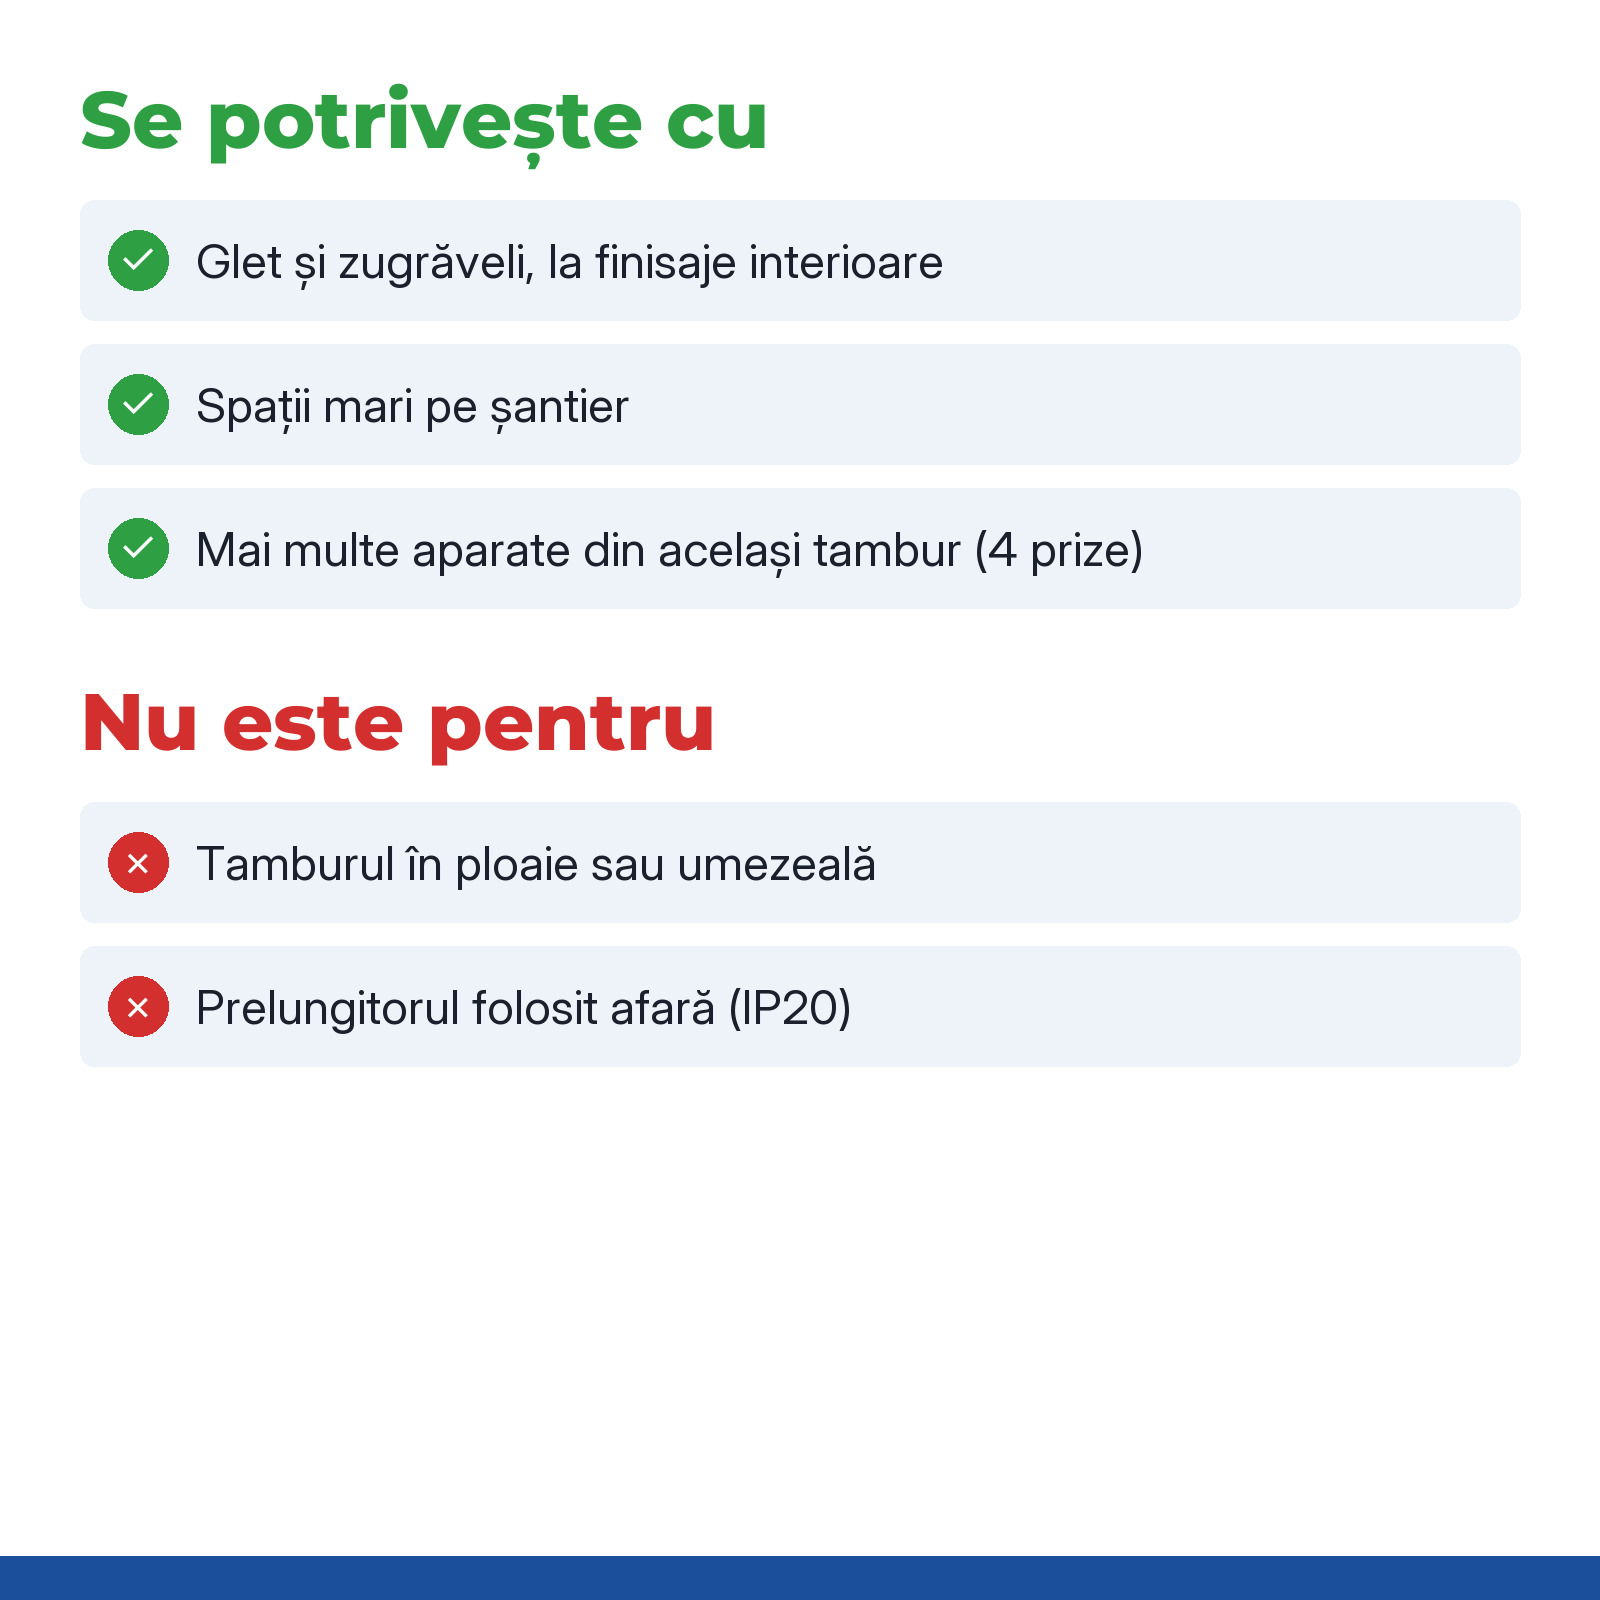 Se potrivește cu
Glet și zugrăveli, la finisaje interioare
Spații mari pe șantier
Mai multe aparate din același tambur (4 prize)
Nu este pentru
Tamburul în ploaie sau umezeală
Prelungitorul folosit afară (IP20)